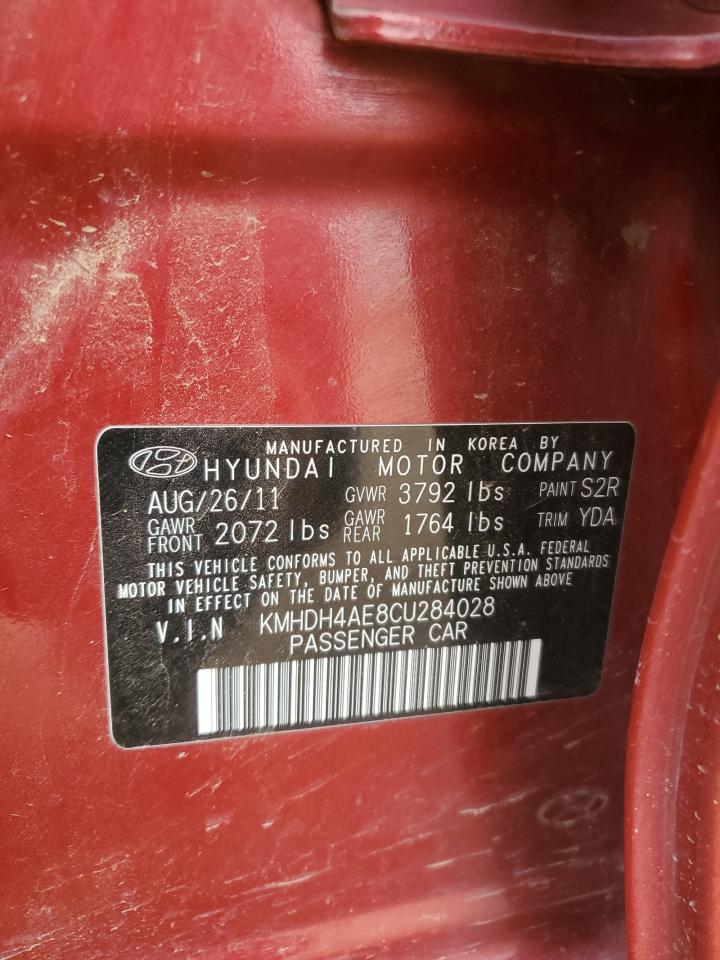 MANUFACTURED IN KOREA BY
HYUNDAI MOTOR COMPANY
AUG/26/11 GVWR 3792 lbs PAINT S2R
GAWR FRONT 2072 lbs GAWR REAR 1764 lbs TRIM YDA
THIS VEHICLE CONFORMS TO ALL APPLICABLE U.S.A. FEDERAL
MOTOR VEHICLE SAFETY, BUMPER, AND THEFT PREVENTION STANDARDS
IN EFFECT ON THE DATE OF MANUFACTURE SHOWN ABOVE
V.I.N KMHDH4AE8CU284028
PASSENGER CAR